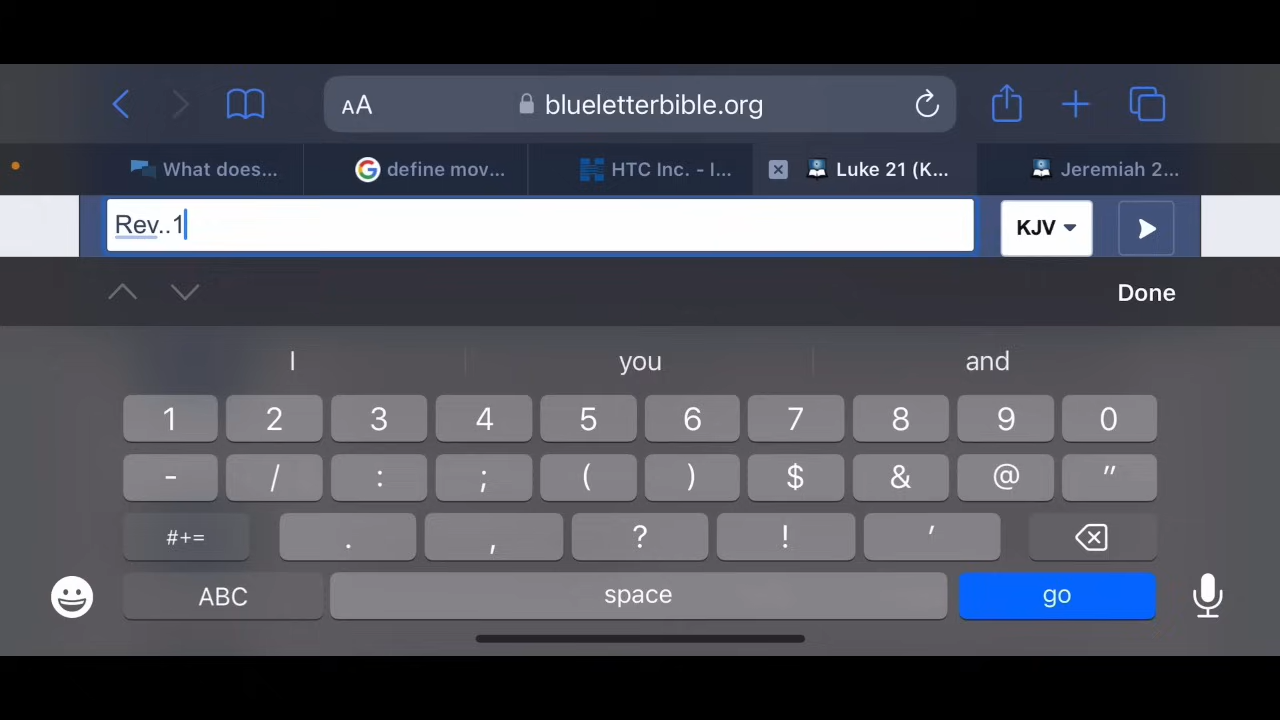 AA blueletterbible.org
What does... define mov... HTC Inc. - I... Luke 21 (K... Jeremiah 2...
Rev..1 KJV
Done
I you and
1 2 3 4 5 6 7 8 9 0
- / : ; ( ) $ & @ "
#+= . , ? ! '
ABC space go